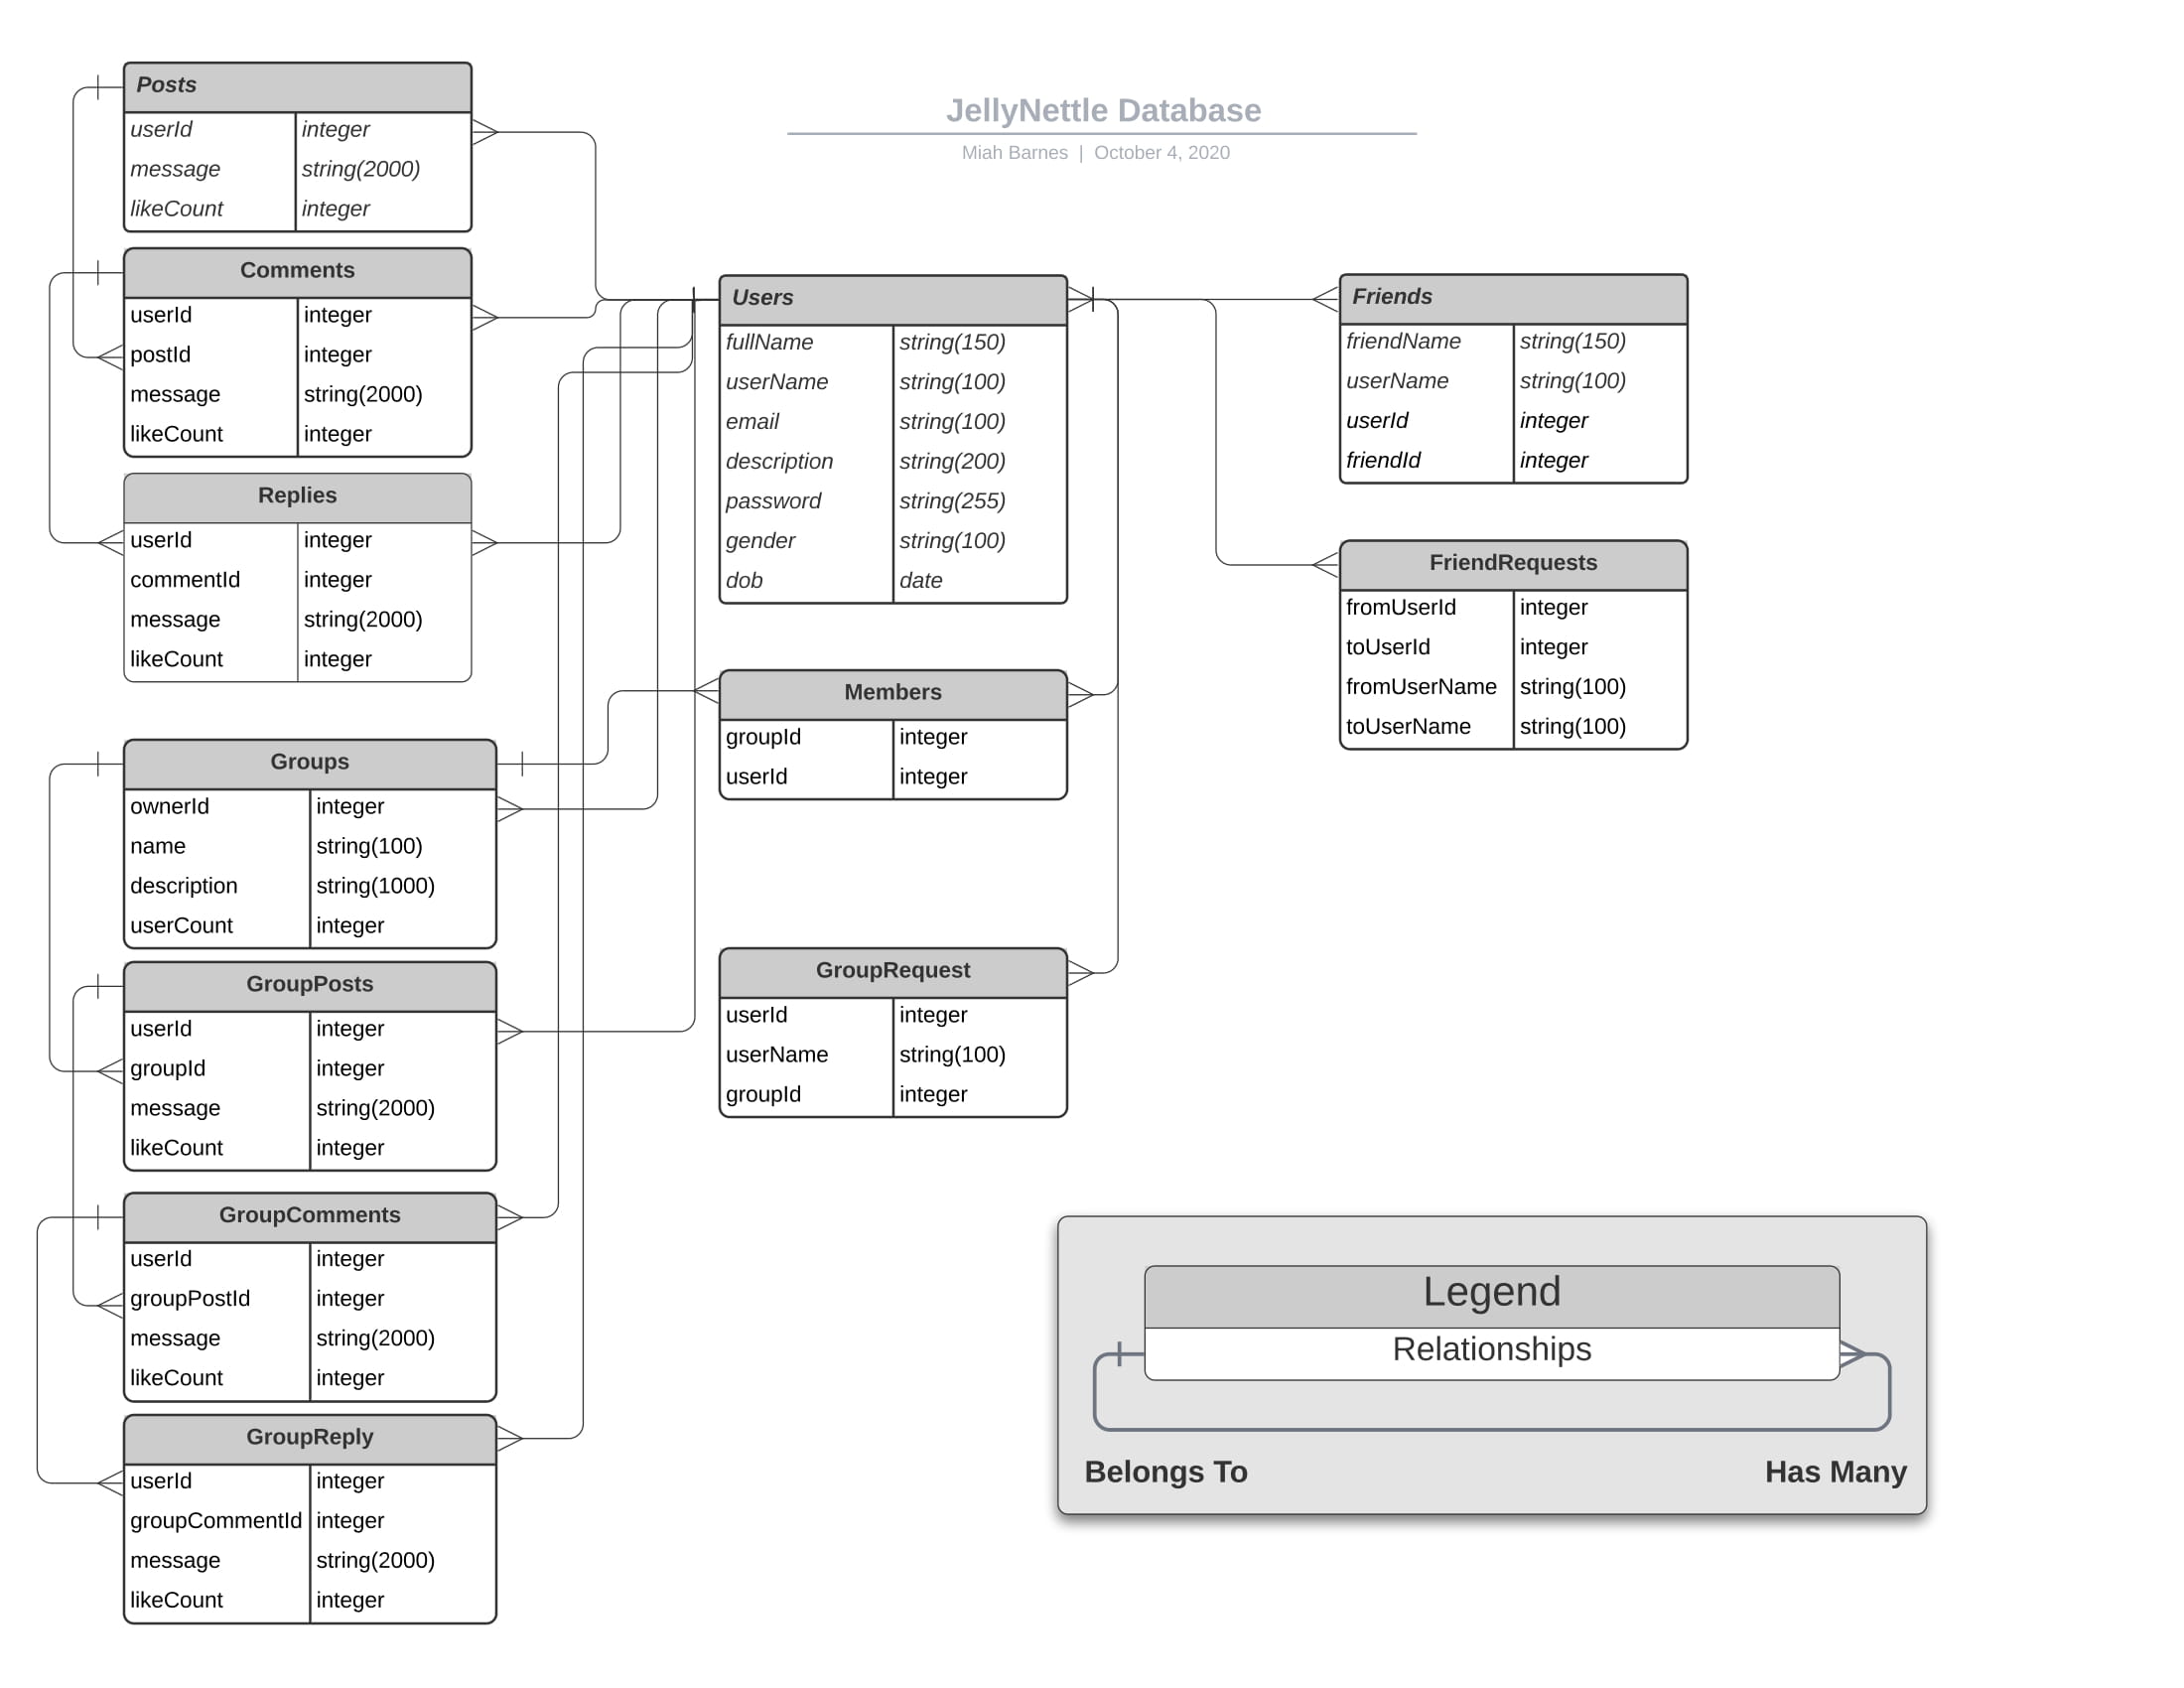 JellyNettle Database
Miah Barnes | October 4, 2020
Posts
userId integer
message string(2000)
likeCount integer
Comments
userId integer
postId integer
message string(2000)
likeCount integer
Replies
userId integer
commentId integer
message string(2000)
likeCount integer
Groups
ownerId integer
name string(100)
description string(1000)
userCount integer
GroupPosts
userId integer
groupId integer
message string(2000)
likeCount integer
GroupComments
userId integer
groupPostId integer
message string(2000)
likeCount integer
GroupReply
userId integer
groupCommentId integer
message string(2000)
likeCount integer
Users
fullName string(150)
userName string(100)
email string(100)
description string(200)
password string(255)
gender string(100)
dob date
Members
groupId integer
userId integer
GroupRequest
userId integer
userName string(100)
groupId integer
Friends
friendName string(150)
userName string(100)
userId integer
friendId integer
FriendRequests
fromUserId integer
toUserId integer
fromUserName string(100)
toUserName string(100)
Legend
Relationships
Belongs To Has Many